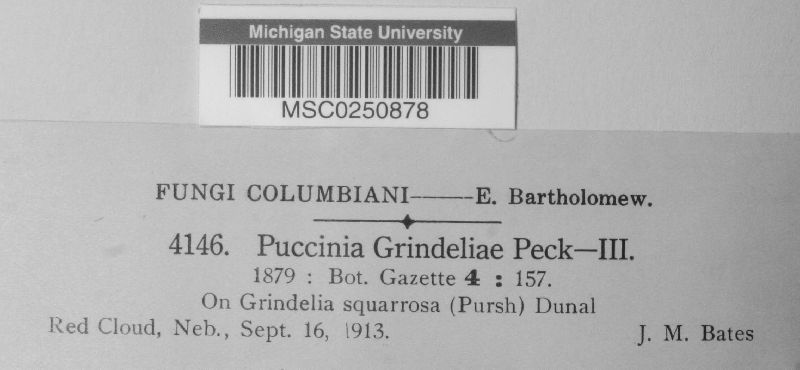 Michigan State University
MSC0250878
FUNGI COLUMBIANI——E. Bartholomew.
4146. Puccinia Grindeliae Peck—III.
1879 : Bot. Gazette 4 : 157.
On Grindelia squarrosa (Pursh) Dunal
Red Cloud, Neb., Sept. 16, 1913. J. M. Bates